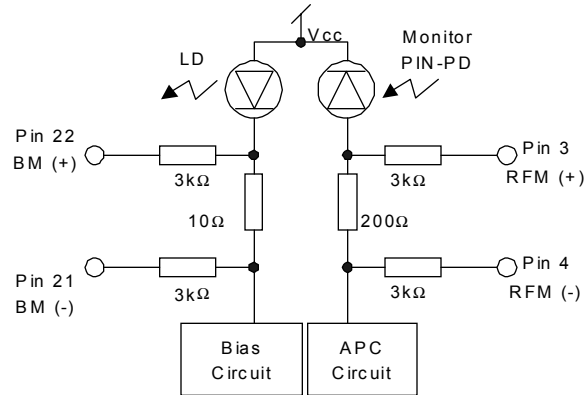 Vcc
LD
Monitor
PIN-PD
Pin 22
BM (+)
3kΩ
10Ω
Pin 21
BM (-)
3kΩ
Pin 3
RFM (+)
3kΩ
200Ω
Pin 4
RFM (-)
3kΩ
Bias
Circuit
APC
Circuit